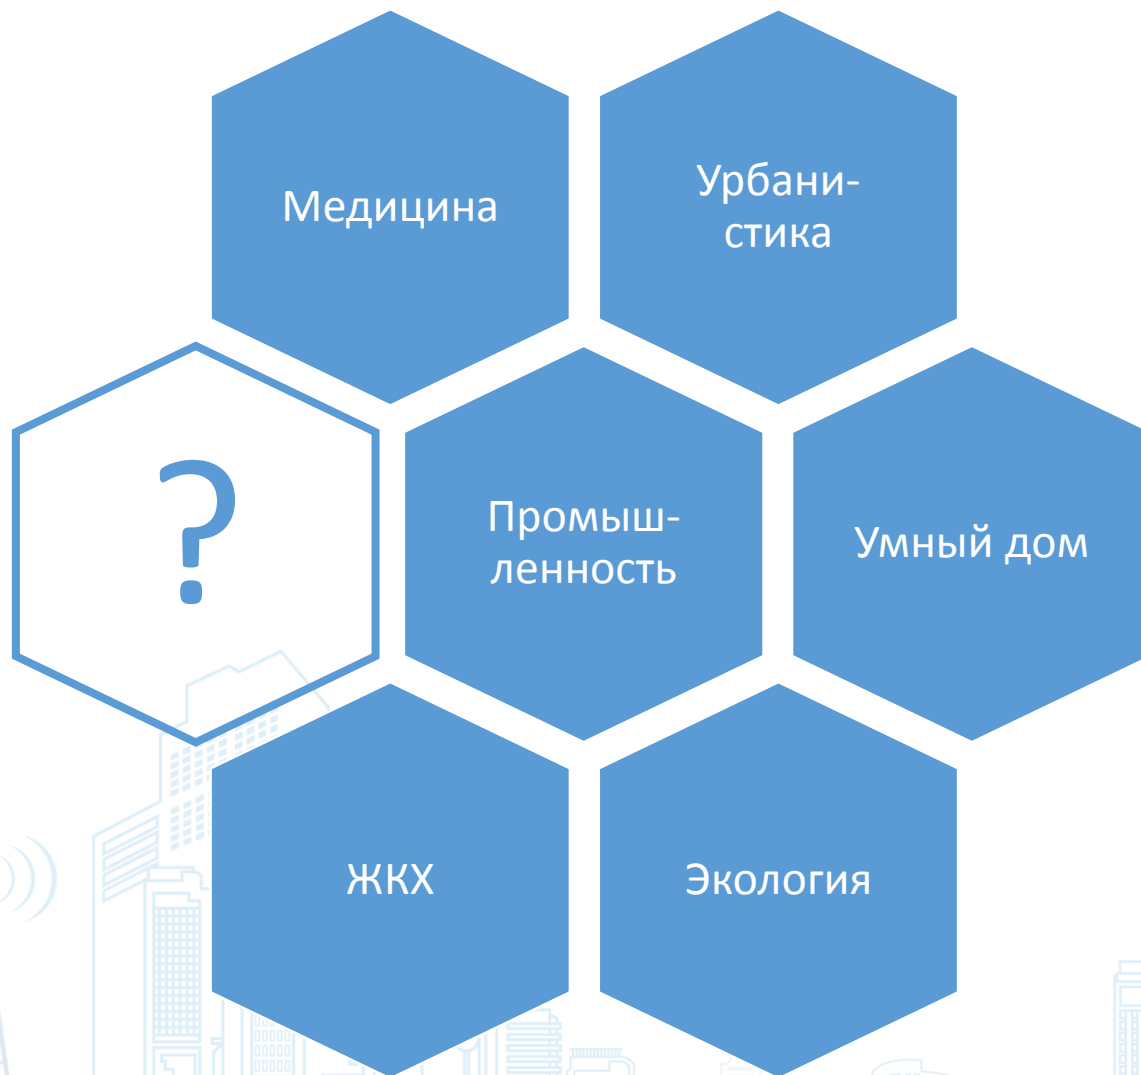 Медицина
Урбани-
стика
?
Промыш-
ленность
Умный дом
ЖКХ
Экология